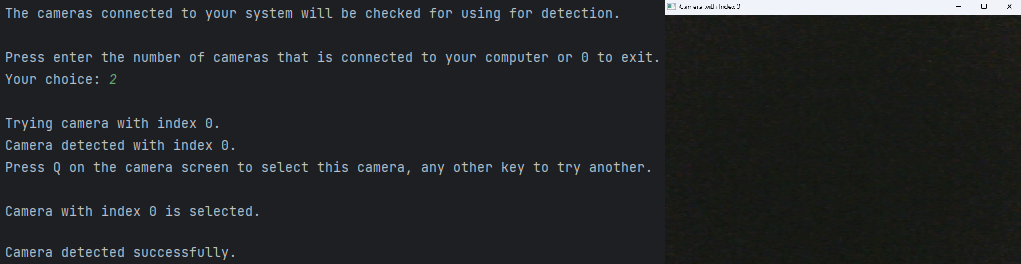 The cameras connected to your system will be checked for using for detection.
Press enter the number of cameras that is connected to your computer or 0 to exit.
Your choice: 2
Trying camera with index 0.
Camera detected with index 0.
Press Q on the camera screen to select this camera, any other key to try another.
Camera with index 0 is selected.
Camera detected successfully.
Camera with Index 0